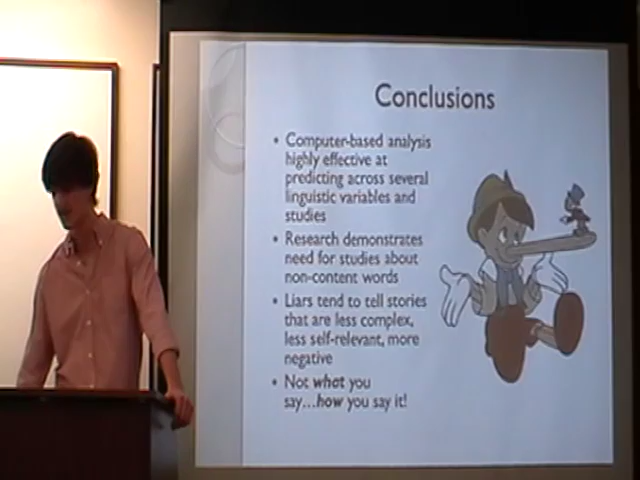 Conclusions
• Computer-based analysis
highly effective at
predicting across several
linguistic variables and
studies
• Research demonstrates
need for studies about
non-content words
• Liars tend to tell stories
that are less complex,
less self-relevant, more
negative
• Not what you
say...how you say it!